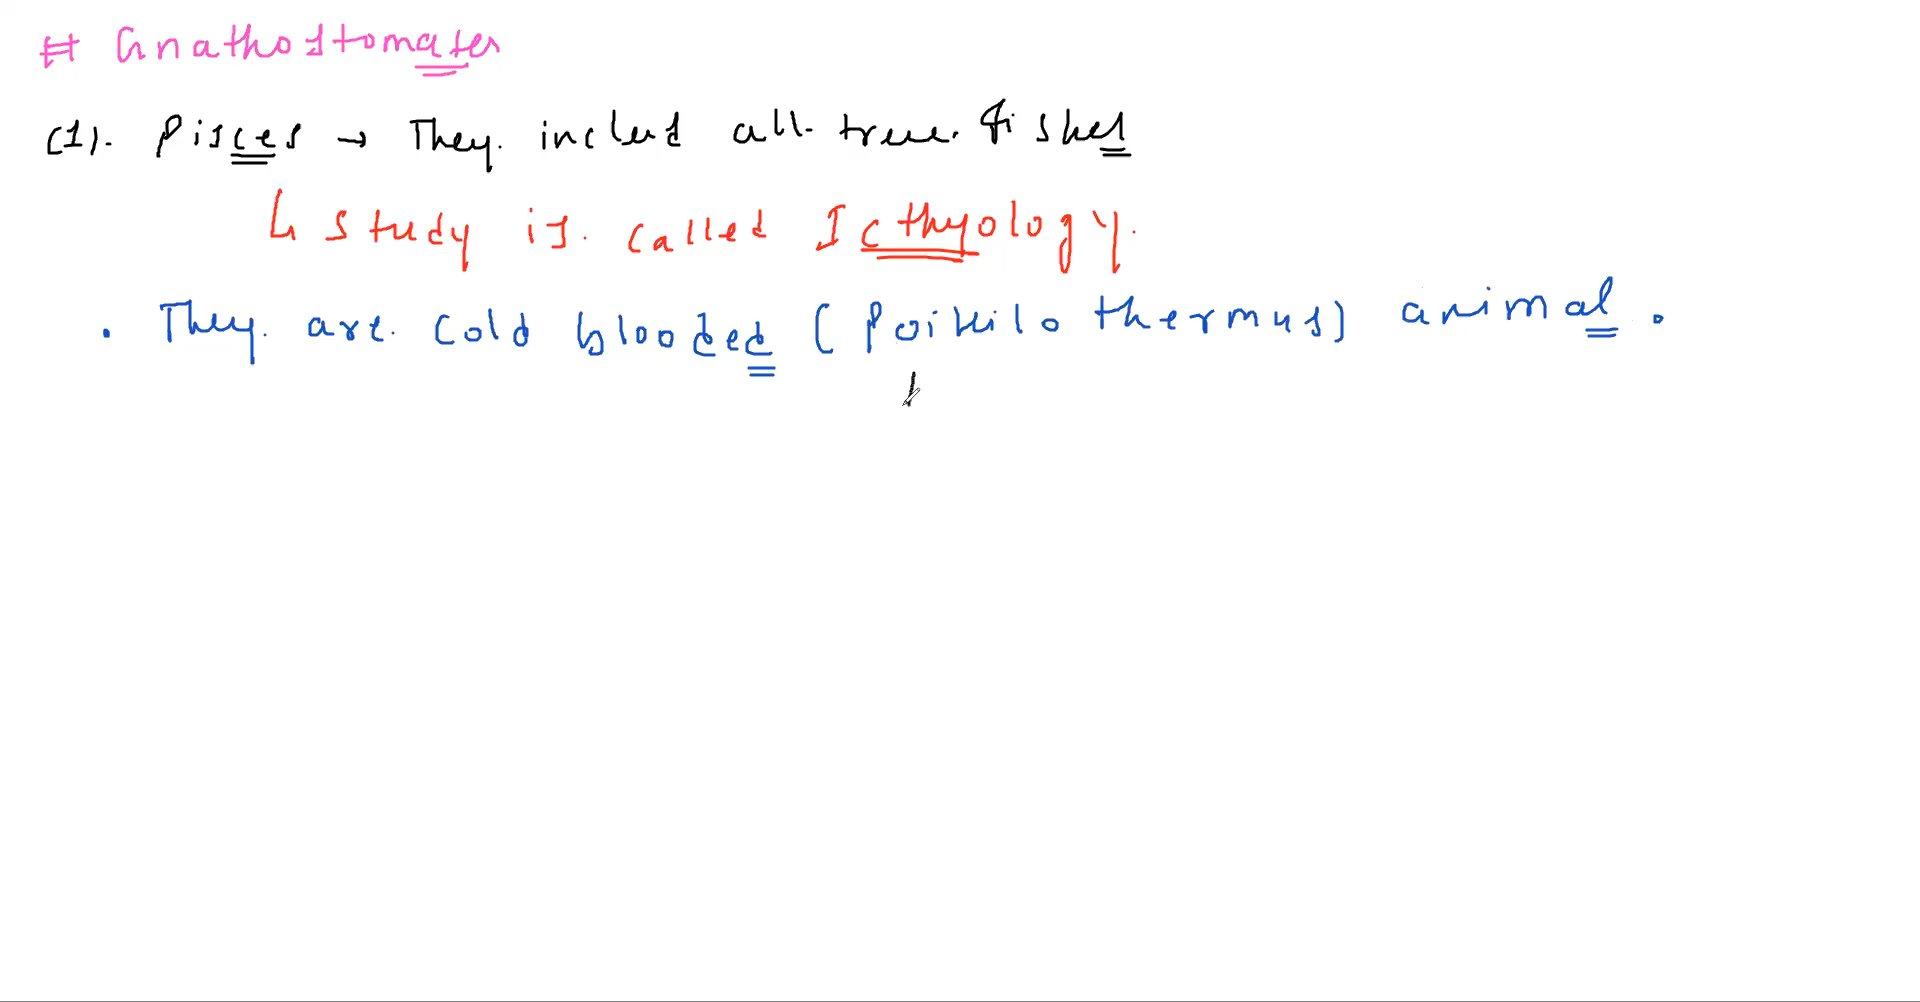 # Gnathostomates
(1). Pisces → They. includ all. true. fishes
↳ study is. called Icthyology.
• They. are. cold blooded (Poikilo thermus) animal.